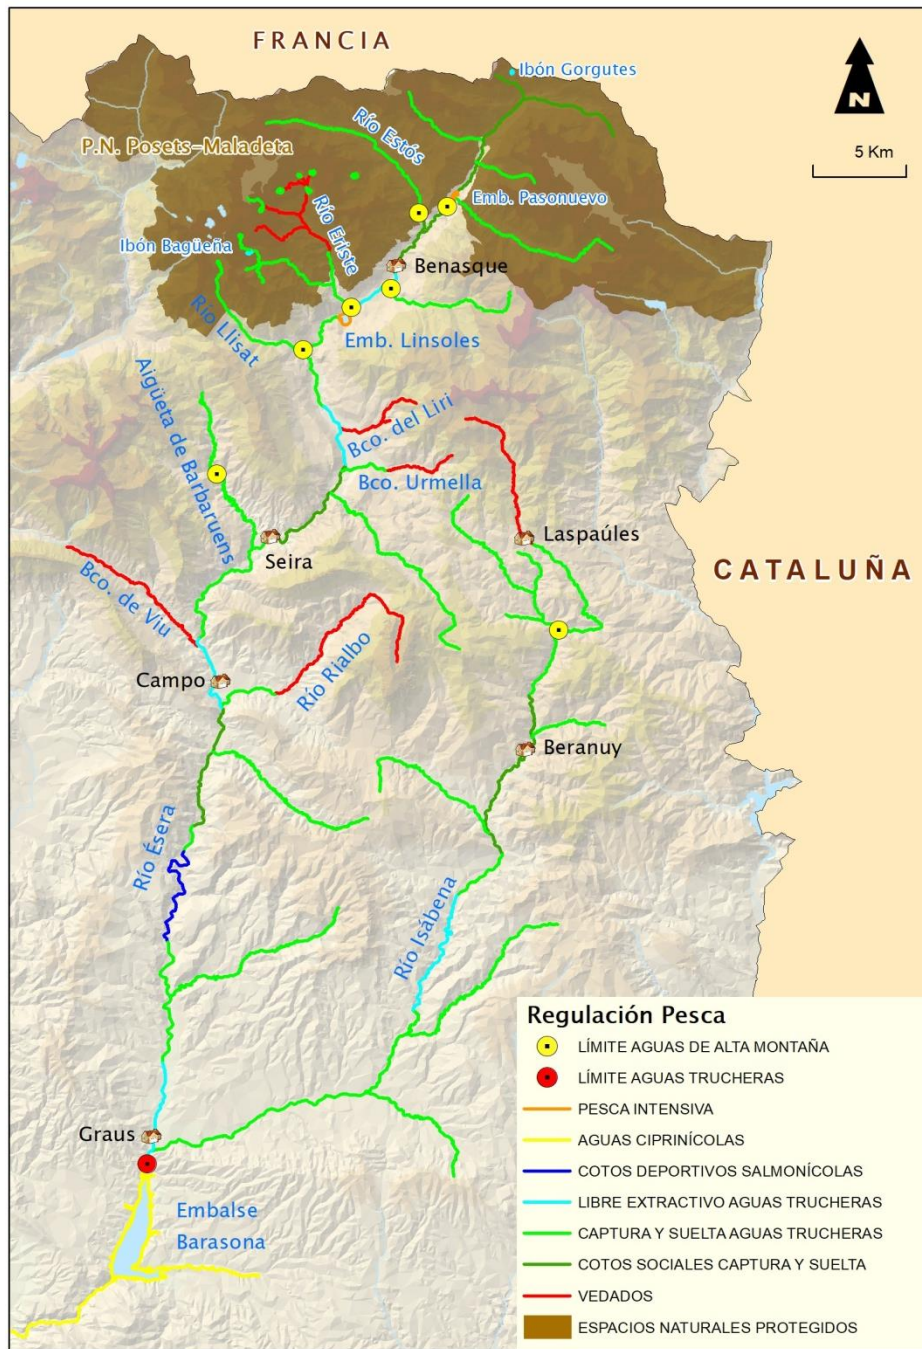 FRANCIA
Ibón Gorgutes
N
5 Km
P.N. Posets-Maladeta
Río Estós
Emb. Pasonuevo
Río Eriste
Ibón Bagüeña
Benasque
Río Llisat
Emb. Linsoles
Aigüeta de Barbaruens
Bco. del Liri
Bco. Urmella
Laspaúles
Seira
CATALUÑA
Bco. de Viu
Río Rialbo
Campo
Beranuy
Río Ésera
Río Isábena
Graus
Embalse
Barasona
Regulación Pesca
LÍMITE AGUAS DE ALTA MONTAÑA
LÍMITE AGUAS TRUCHERAS
PESCA INTENSIVA
AGUAS CIPRINÍCOLAS
COTOS DEPORTIVOS SALMONÍCOLAS
LIBRE EXTRACTIVO AGUAS TRUCHERAS
CAPTURA Y SUELTA AGUAS TRUCHERAS
COTOS SOCIALES CAPTURA Y SUELTA
VEDADOS
ESPACIOS NATURALES PROTEGIDOS